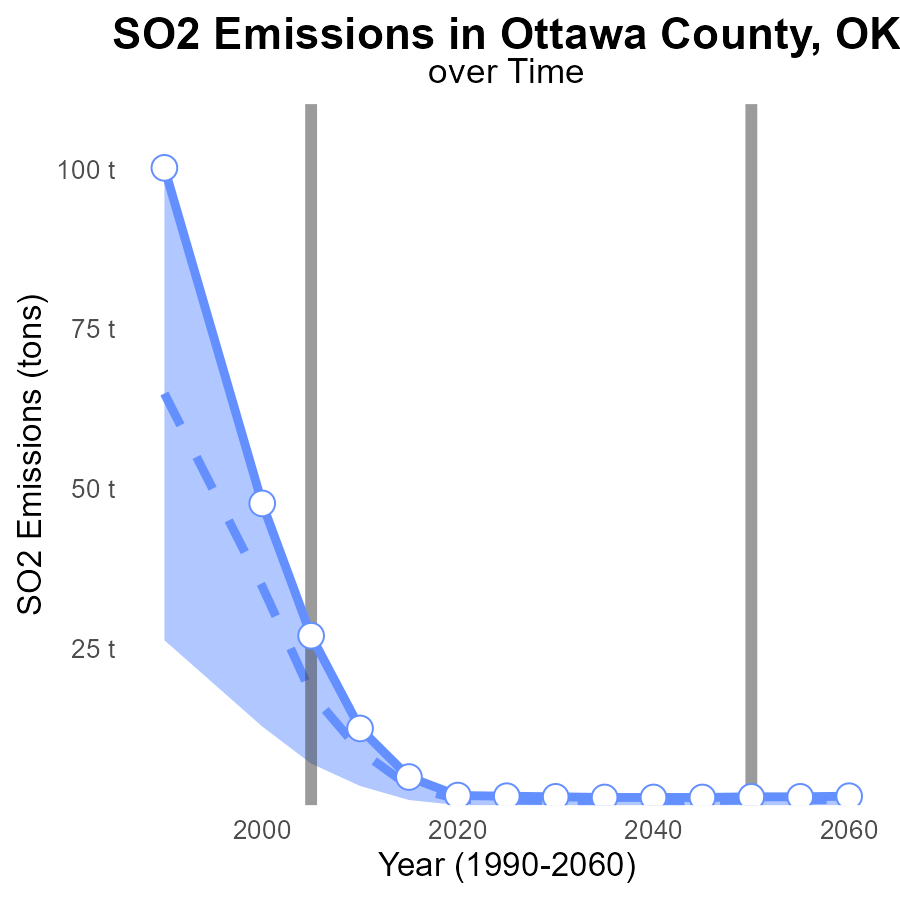 SO2 Emissions in Ottawa County, OK
over Time
SO2 Emissions (tons)
100 t
75 t
50 t
25 t
2000
2020
2040
2060
Year (1990-2060)